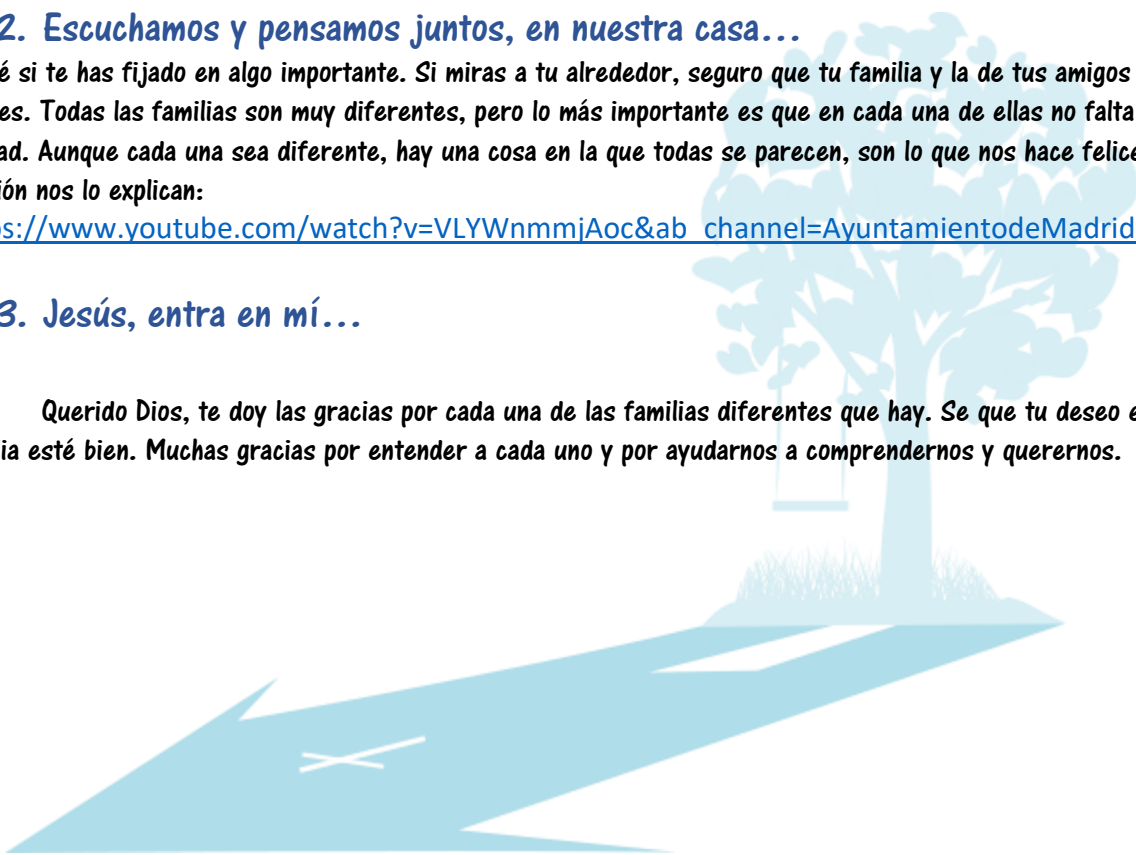 2. Escuchamos y pensamos juntos, en nuestra casa...
é si te has fijado en algo importante. Si miras a tu alrededor, seguro que tu familia y la de tus amigos
es. Todas las familias son muy diferentes, pero lo más importante es que en cada una de ellas no falta
ad. Aunque cada una sea diferente, hay una cosa en la que todas se parecen, son lo que nos hace felice
ión nos lo explican:
ps://www.youtube.com/watch?v=VLYWnmmjAoc&ab_channel=AyuntamientodeMadrid
3. Jesús, entra en mí...
Querido Dios, te doy las gracias por cada una de las familias diferentes que hay. Se que tu deseo e
ia esté bien. Muchas gracias por entender a cada uno y por ayudarnos a comprendernos y querernos.